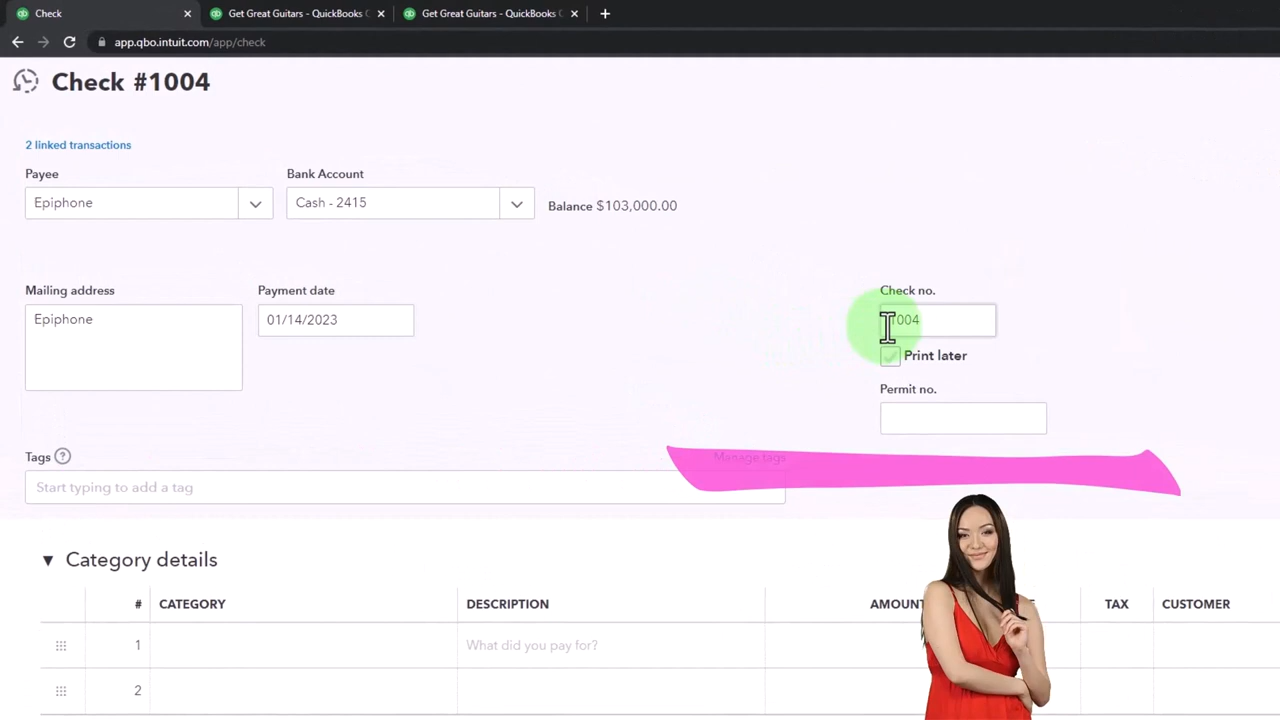 Check
Get Great Guitars - QuickBooks
Get Great Guitars - QuickBooks
app.qbo.intuit.com/app/check
Check #1004
2 linked transactions
Payee
Bank Account
Epiphone
Cash - 2415
Balance $103,000.00
Mailing address
Payment date
Check no.
Epiphone
01/14/2023
1004
Print later
Permit no.
Tags
Manage tags
Start typing to add a tag
Category details
# CATEGORY DESCRIPTION AMOUNT TAX CUSTOMER
1 What did you pay for?
2